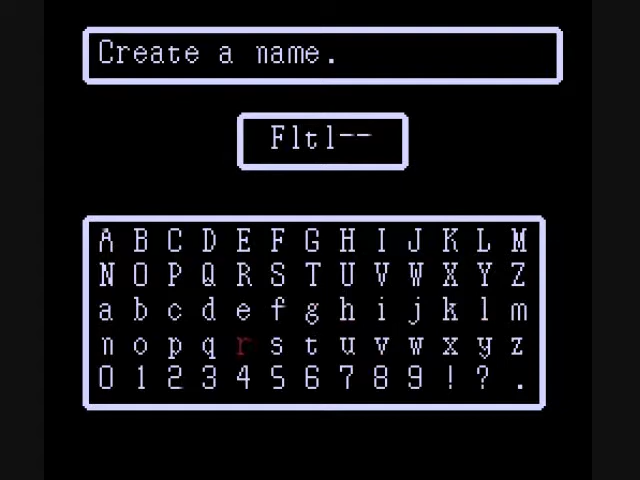 Create a name.
Fltl--
A B C D E F G H I J K L M
N O P Q R S T U V W X Y Z
a b c d e f g h i j k l m
n o p q r s t u v w x y z
0 1 2 3 4 5 6 7 8 9 ! ? .